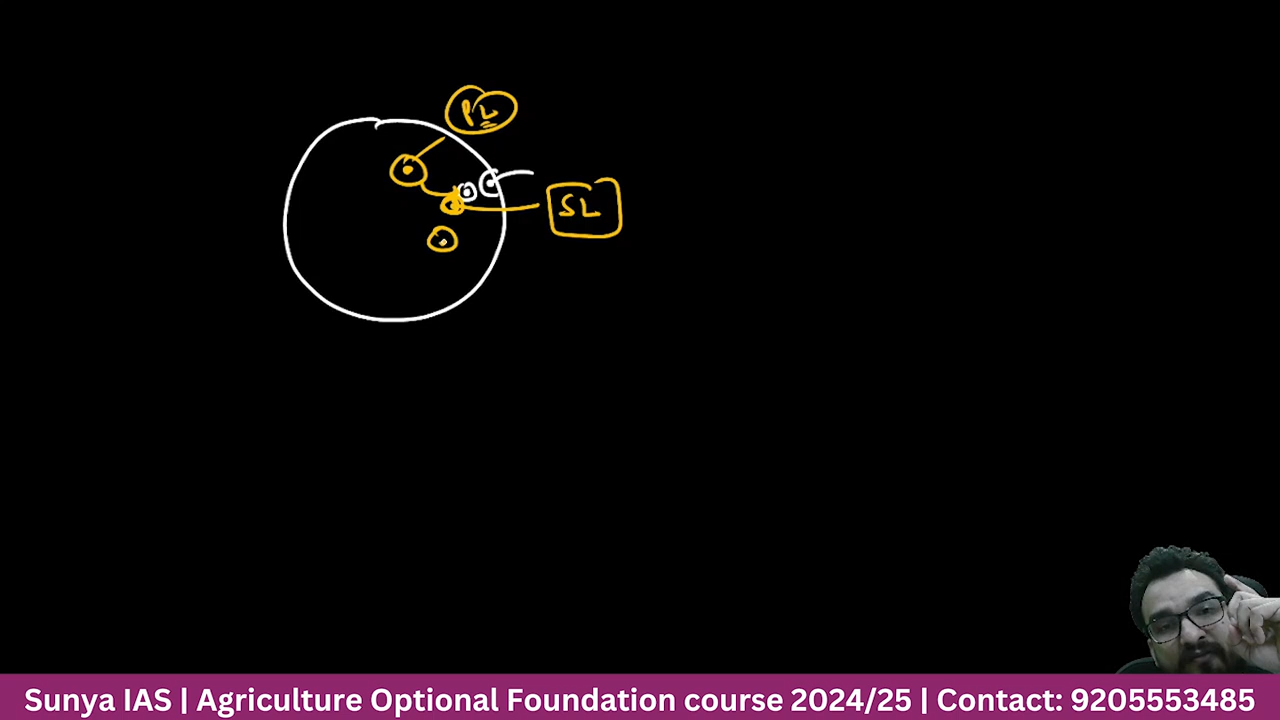 PL
SL
Sunya IAS | Agriculture Optional Foundation course 2024/25 | Contact: 9205553485